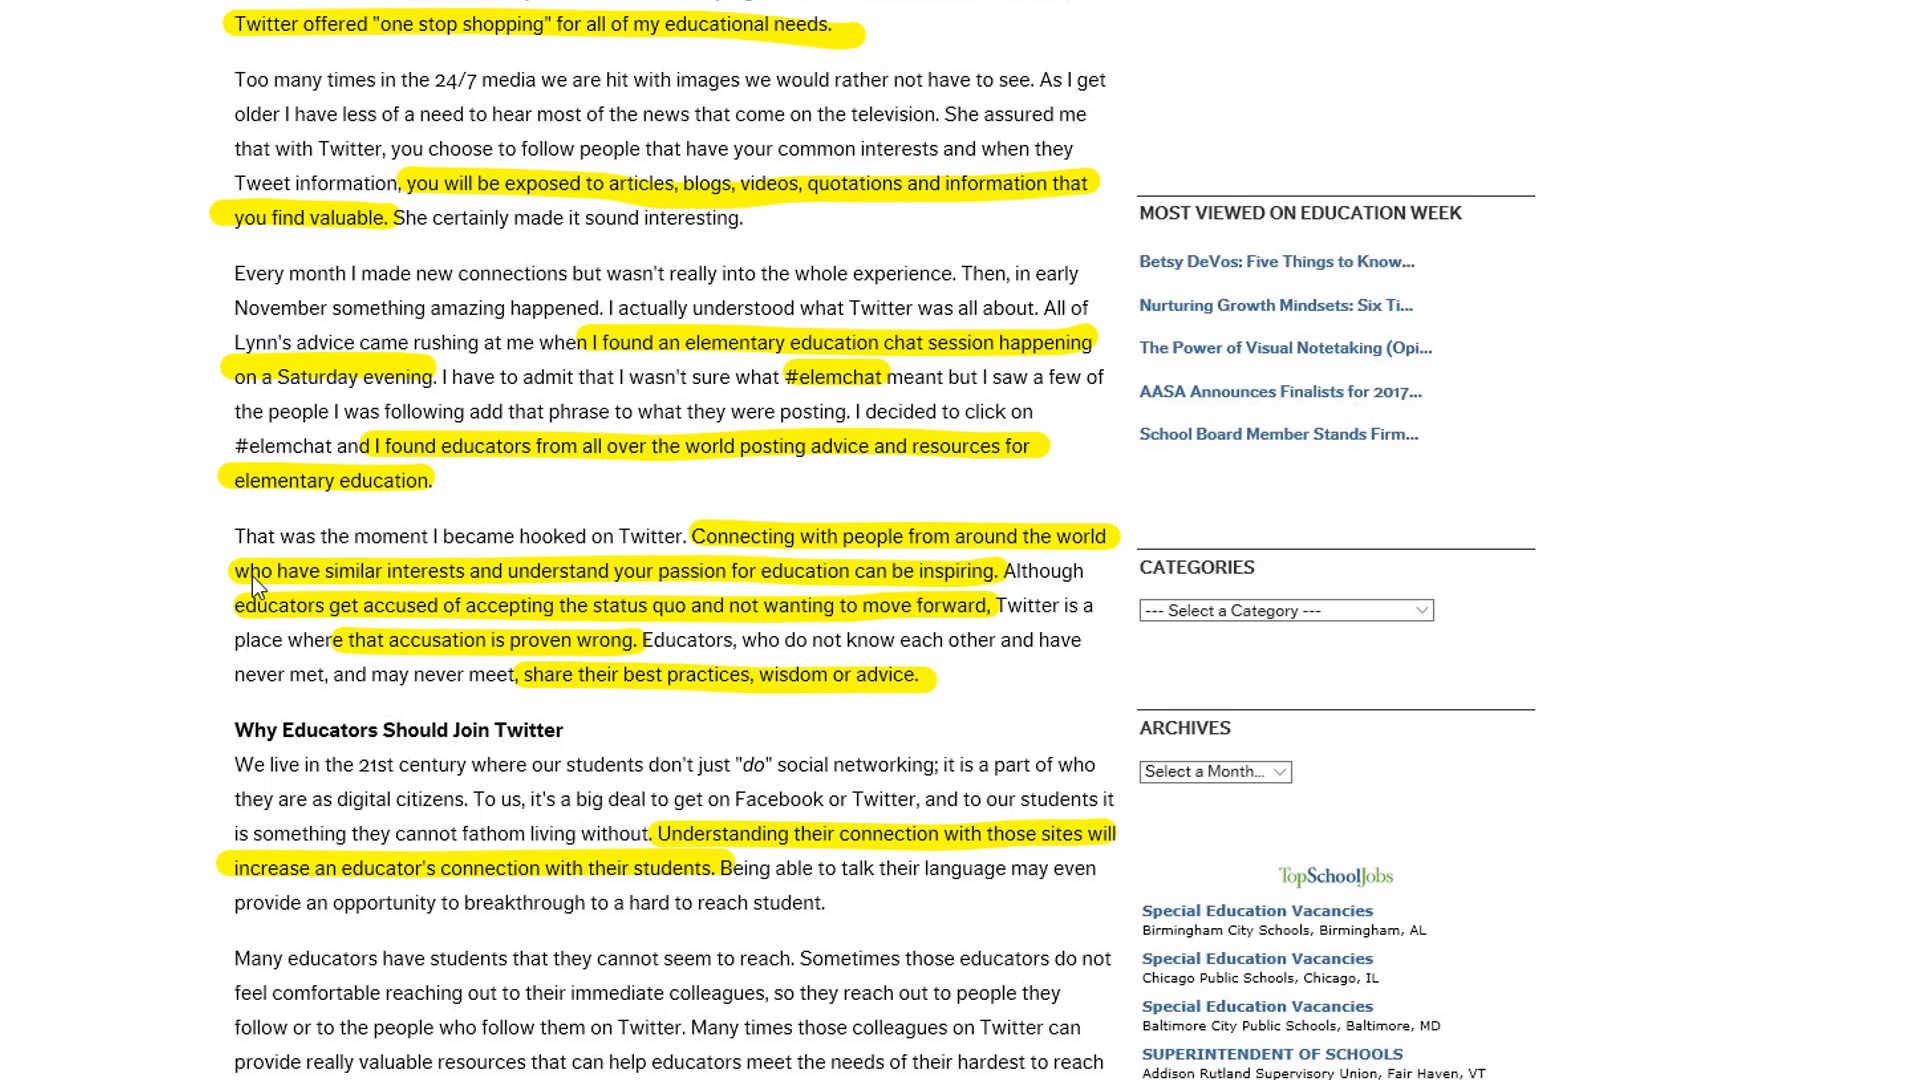 Twitter offered "one stop shopping" for all of my educational needs.
Too many times in the 24/7 media we are hit with images we would rather not have to see. As I get
older I have less of a need to hear most of the news that come on the television. She assured me
that with Twitter, you choose to follow people that have your common interests and when they
Tweet information, you will be exposed to articles, blogs, videos, quotations and information that
you find valuable. She certainly made it sound interesting.
Every month I made new connections but wasn't really into the whole experience. Then, in early
November something amazing happened. I actually understood what Twitter was all about. All of
Lynn's advice came rushing at me when I found an elementary education chat session happening
on a Saturday evening. I have to admit that I wasn't sure what #elemchat meant but I saw a few of
the people I was following add that phrase to what they were posting. I decided to click on
#elemchat and I found educators from all over the world posting advice and resources for
elementary education.
That was the moment I became hooked on Twitter. Connecting with people from around the world
who have similar interests and understand your passion for education can be inspiring. Although
educators get accused of accepting the status quo and not wanting to move forward, Twitter is a
place where that accusation is proven wrong. Educators, who do not know each other and have
never met, and may never meet, share their best practices, wisdom or advice.
Why Educators Should Join Twitter
We live in the 21st century where our students don't just "do" social networking; it is a part of who
they are as digital citizens. To us, it's a big deal to get on Facebook or Twitter, and to our students it
is something they cannot fathom living without. Understanding their connection with those sites will
increase an educator's connection with their students. Being able to talk their language may even
provide an opportunity to breakthrough to a hard to reach student.
Many educators have students that they cannot seem to reach. Sometimes those educators do not
feel comfortable reaching out to their immediate colleagues, so they reach out to people they
follow or to the people who follow them on Twitter. Many times those colleagues on Twitter can
provide really valuable resources that can help educators meet the needs of their hardest to reach
MOST VIEWED ON EDUCATION WEEK
Betsy DeVos: Five Things to Know...
Nurturing Growth Mindsets: Six Ti...
The Power of Visual Notetaking (Opi...
AASA Announces Finalists for 2017...
School Board Member Stands Firm...
CATEGORIES
--- Select a Category ---
ARCHIVES
Select a Month...
TopSchoolJobs
Special Education Vacancies
Birmingham City Schools, Birmingham, AL
Special Education Vacancies
Chicago Public Schools, Chicago, IL
Special Education Vacancies
Baltimore City Public Schools, Baltimore, MD
SUPERINTENDENT OF SCHOOLS
Addison Rutland Supervisory Union, Fair Haven, VT